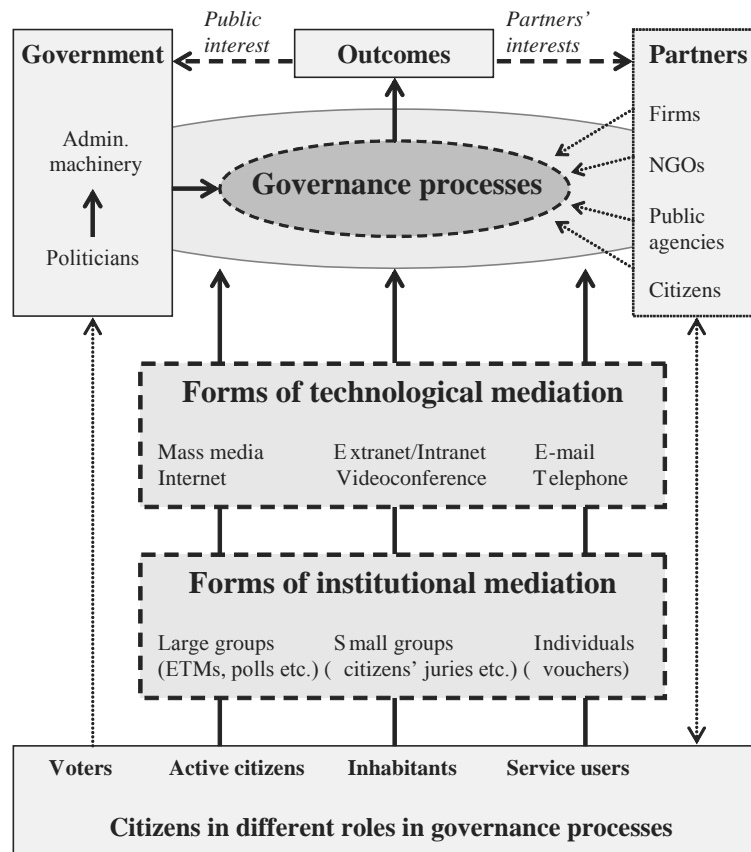 Public
interest
Partners’
interests
Government
Outcomes
Partners
Admin.
machinery
Politicians
Governance processes
Firms
NGOs
Public
agencies
Citizens
Forms of technological mediation
Mass media Extranet/Intranet E-mail
Internet Videoconference Telephone
Forms of institutional mediation
Large groups Small groups Individuals
(ETMs, polls etc.) ( citizens’ juries etc.) ( vouchers)
Voters Active citizens Inhabitants Service users
Citizens in different roles in governance processes